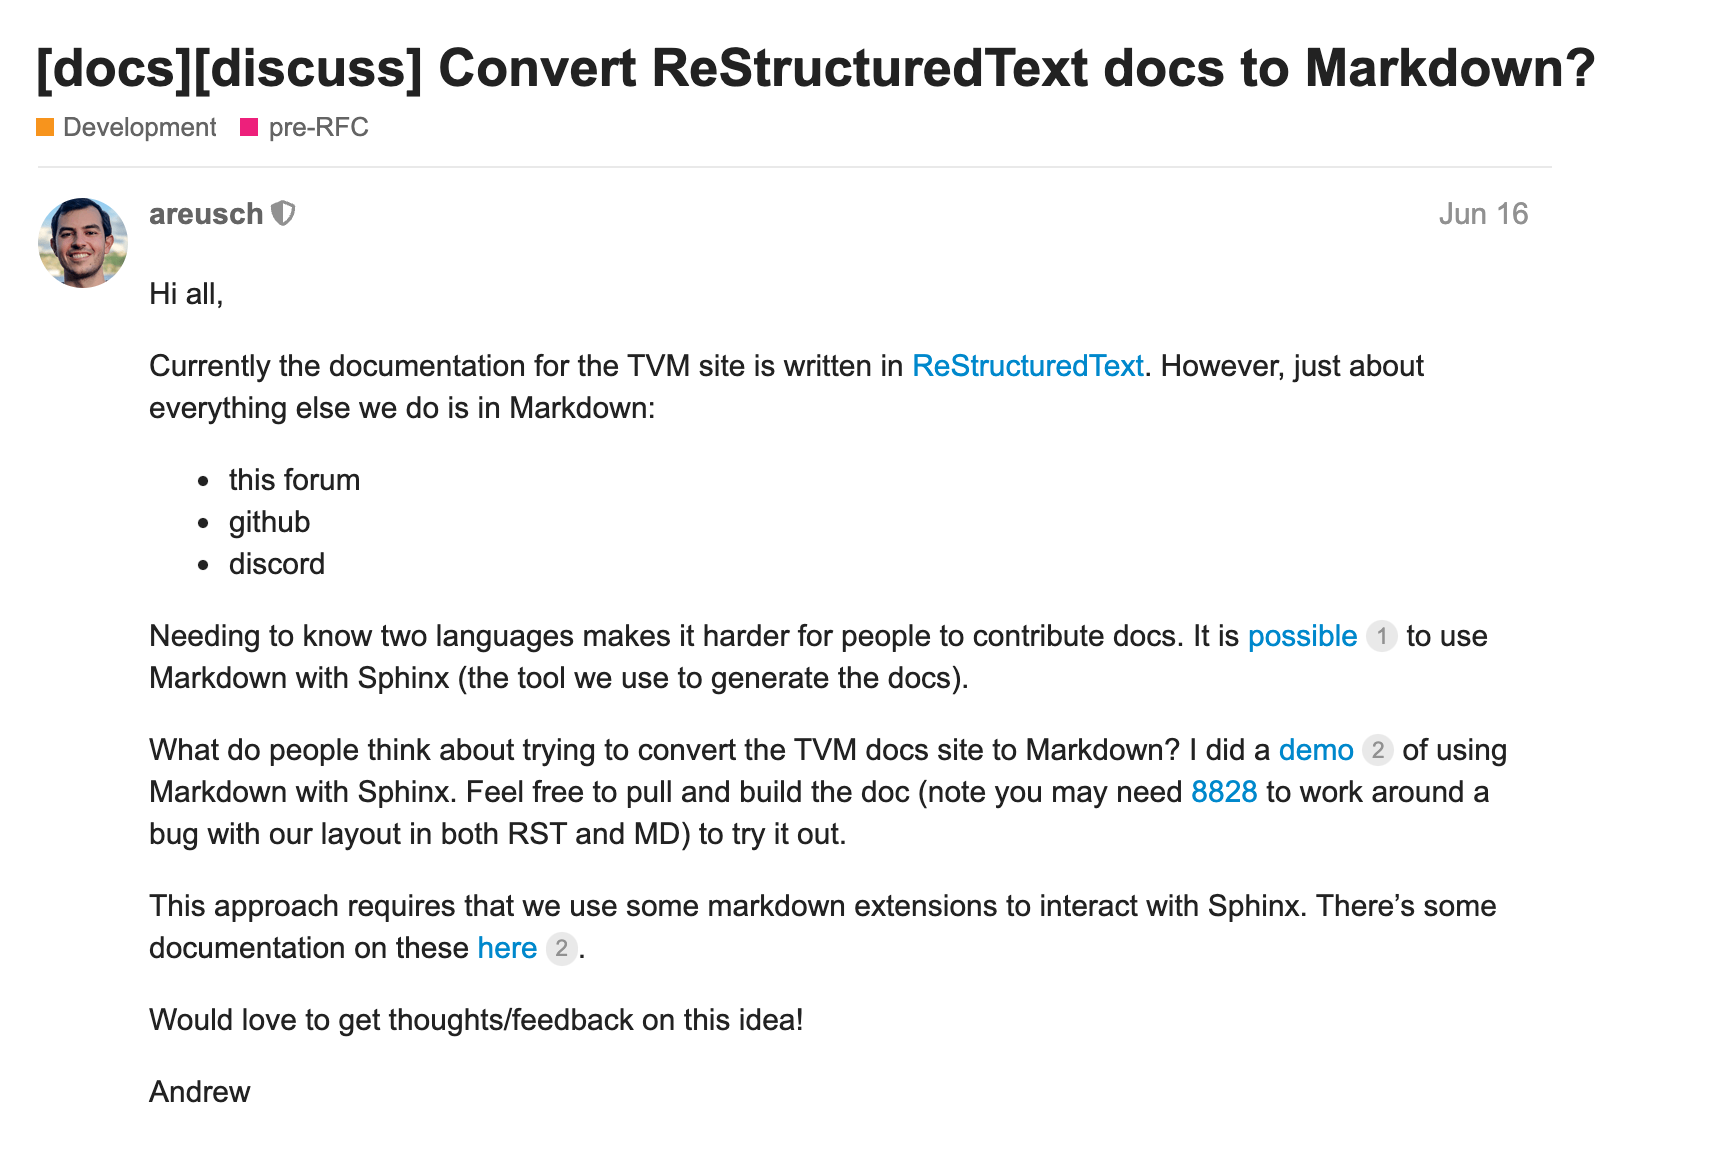 [docs][discuss] Convert ReStructuredText docs to Markdown?
Development pre-RFC
areusch Jun 16
Hi all,
Currently the documentation for the TVM site is written in ReStructuredText. However, just about
everything else we do is in Markdown:
• this forum
• github
• discord
Needing to know two languages makes it harder for people to contribute docs. It is possible 1 to use
Markdown with Sphinx (the tool we use to generate the docs).
What do people think about trying to convert the TVM docs site to Markdown? I did a demo 2 of using
Markdown with Sphinx. Feel free to pull and build the doc (note you may need 8828 to work around a
bug with our layout in both RST and MD) to try it out.
This approach requires that we use some markdown extensions to interact with Sphinx. There’s some
documentation on these here 2.
Would love to get thoughts/feedback on this idea!
Andrew